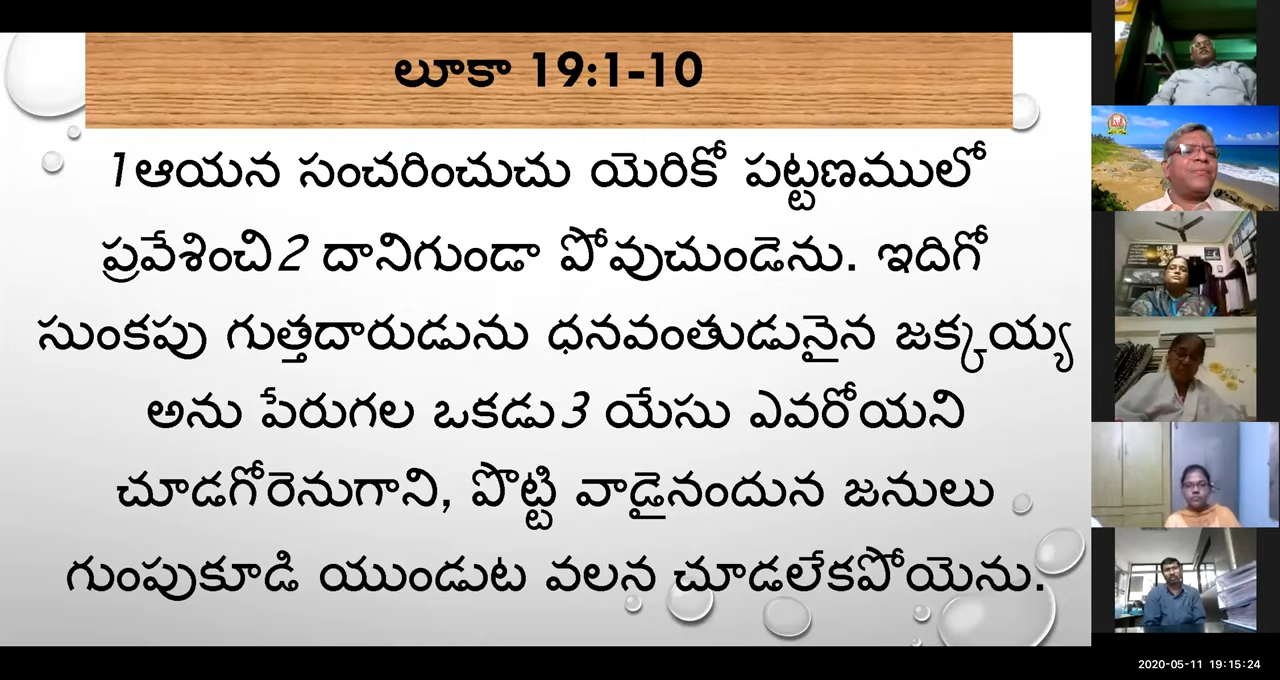 లూకా 19:1-10
1ఆయన సంచరించుచు యెరికో పట్టణములో
ప్రవేశించి2 దానిగుండా పోవుచుండెను. ఇదిగో
సుంకపు గుత్తదారుడును ధనవంతుడునైన జక్కయ్య
అను పేరుగల ఒకడు3 యేసు ఎవరోయని
చూడగోరెనుగాని, పొట్టి వాడైనందున జనులు
గుంపుకూడి యుండుట వలన చూడలేకపోయెను.
2020-05-11 19:15:24